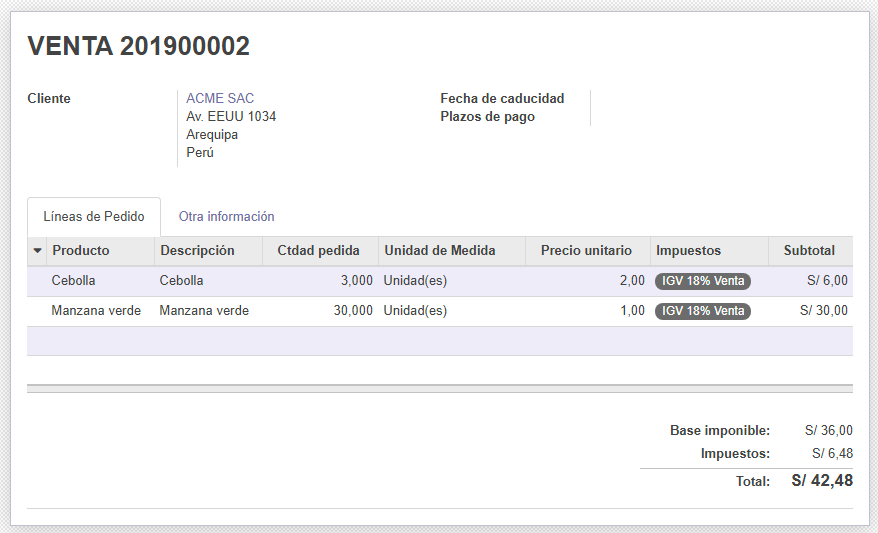 VENTA 201900002
Cliente
ACME SAC
Av. EEUU 1034
Arequipa
Perú
Fecha de caducidad
Plazos de pago
Líneas de Pedido Otra información
Producto Descripción Ctdad pedida Unidad de Medida Precio unitario Impuestos Subtotal
Cebolla Cebolla 3,000 Unidad(es) 2,00 IGV 18% Venta S/ 6,00
Manzana verde Manzana verde 30,000 Unidad(es) 1,00 IGV 18% Venta S/ 30,00
Base imponible: S/ 36,00
Impuestos: S/ 6,48
Total: S/ 42,48